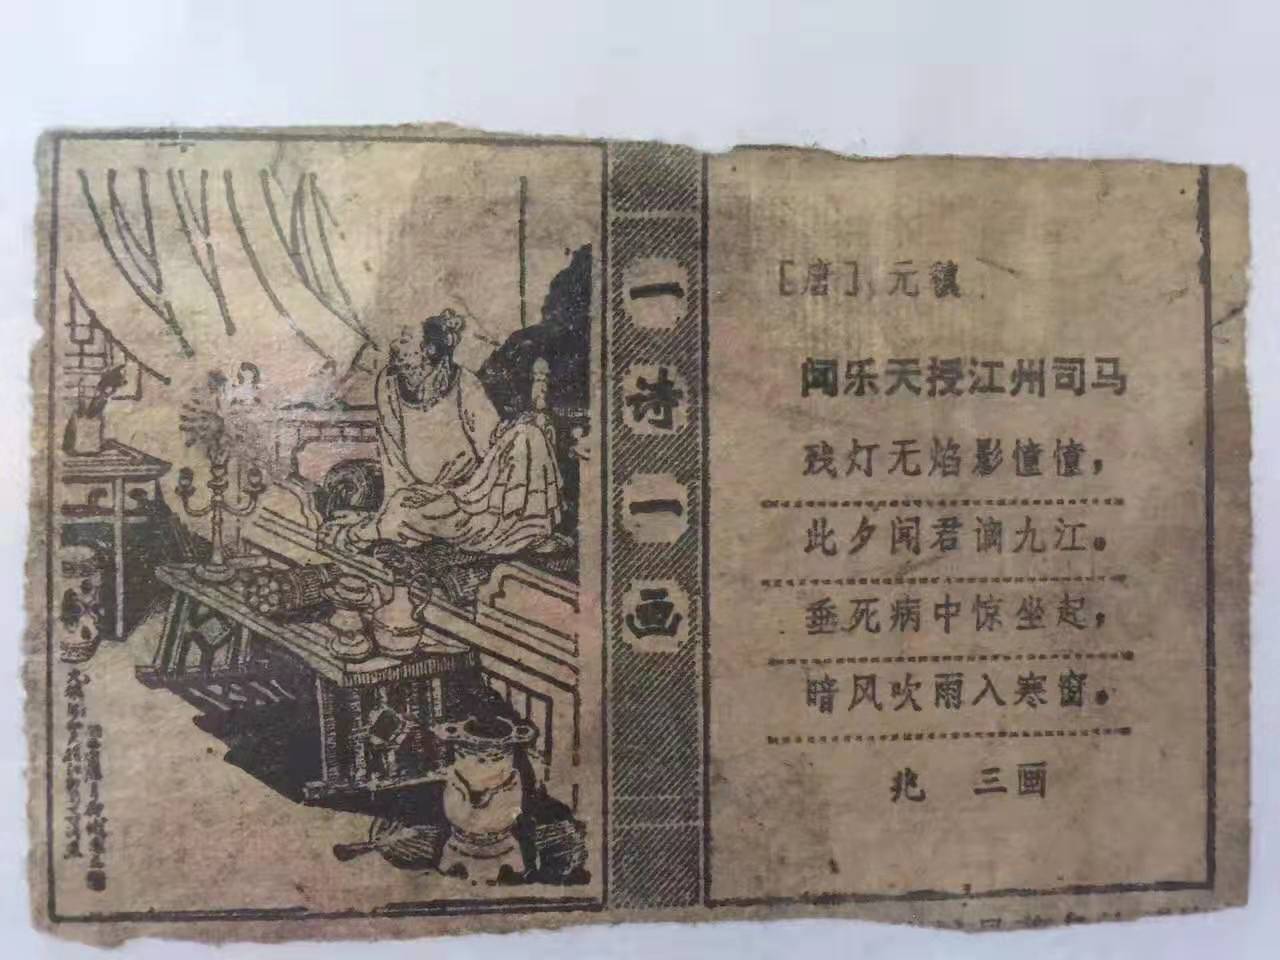 一诗一画
[唐] 元稹
闻乐天授江州司马
残灯无焰影憧憧，
此夕闻君谪九江。
垂死病中惊坐起，
暗风吹雨入寒窗。
兆 三画